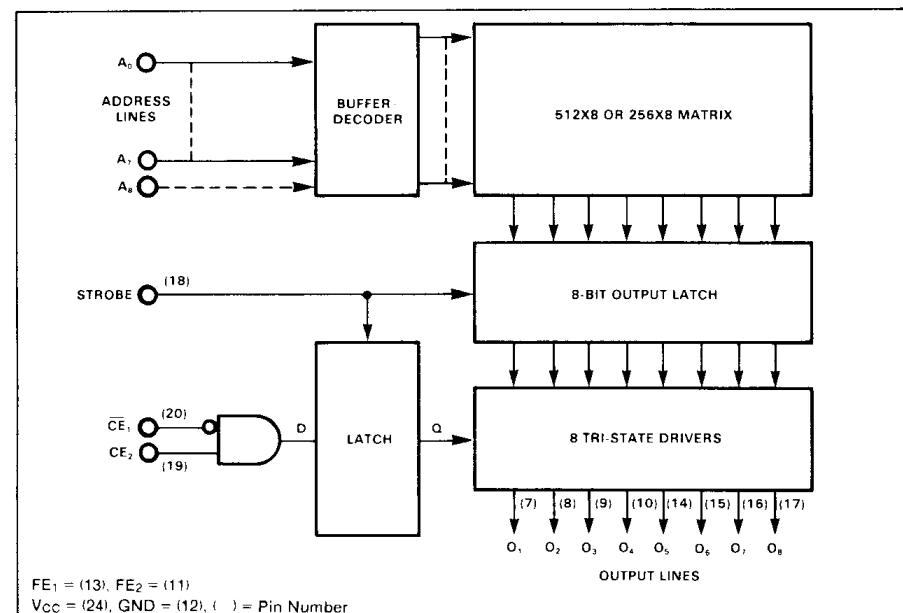 A₀
ADDRESS
LINES
A₇
A₈
BUFFER-
DECODER
512X8 OR 256X8 MATRIX
STROBE
(18)
8-BIT OUTPUT LATCH
C̅E̅₁
(20)
CE₂
(19)
D
LATCH
Q
8 TRI-STATE DRIVERS
(7) (8) (9) (10) (14) (15) (16) (17)
O₁ O₂ O₃ O₄ O₅ O₆ O₇ O₈
OUTPUT LINES
FE₁ = (13), FE₂ = (11)
VCC = (24), GND = (12), ( ) = Pin Number